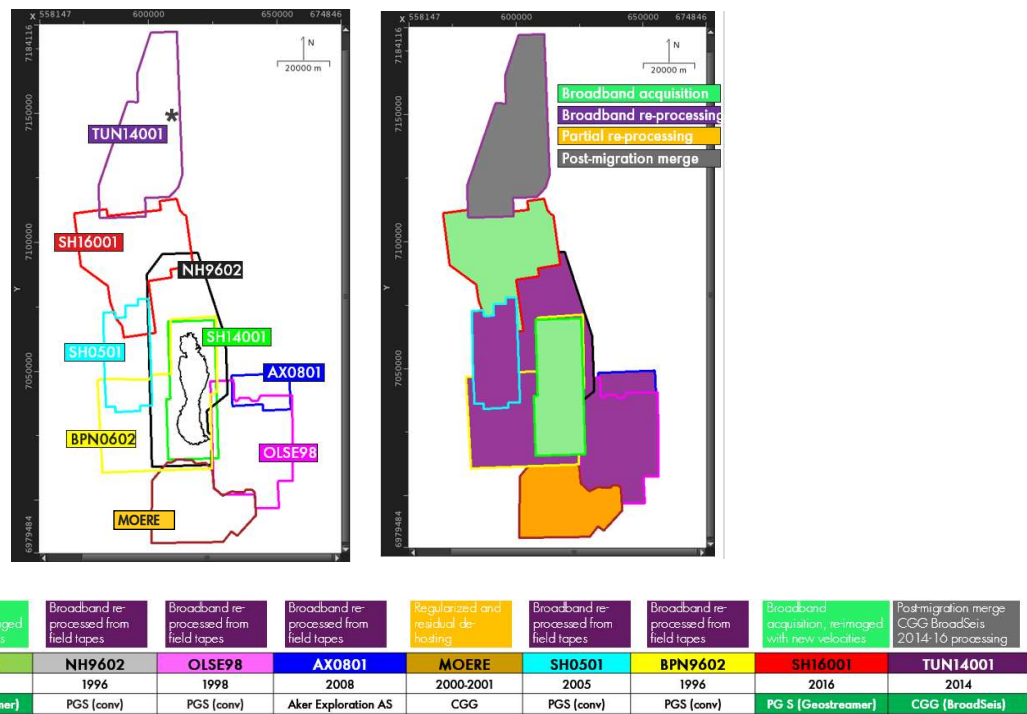 X 558147 600000 650000 674846
7184116
7150000
7100000
Y
7050000
6979484
N
20000 m
TUN14001
*
SH16001
NH9602
SH14001
SH0501
AX0801
BPN0602
OLSE98
MOERE
X 558147 600000 650000 674846
7184116
7150000
7100000
Y
7050000
6979484
N
20000 m
Broadband acquisition
Broadband re-processing
Partial re-processing
Post-migration merge
aged
s
Broadband re-
processed from
field tapes
Broadband re-
processed from
field tapes
Broadband re-
processed from
field tapes
Regularized and
residual de-
hosting
Broadband re-
processed from
field tapes
Broadband re-
processed from
field tapes
Broadband
acquisition, re-imaged
with new velocities
Post-migration merge
CGG BroadSeis
2014-16 processing
NH9602 OLSE98 AX0801 MOERE SH0501 BPN9602 SH16001 TUN14001
1996 1998 2008 2000-2001 2005 1996 2016 2014
mer) PGS (conv) PGS (conv) Aker Exploration AS CGG PGS (conv) PGS (conv) PG S (Geostreamer) CGG (BroadSeis)